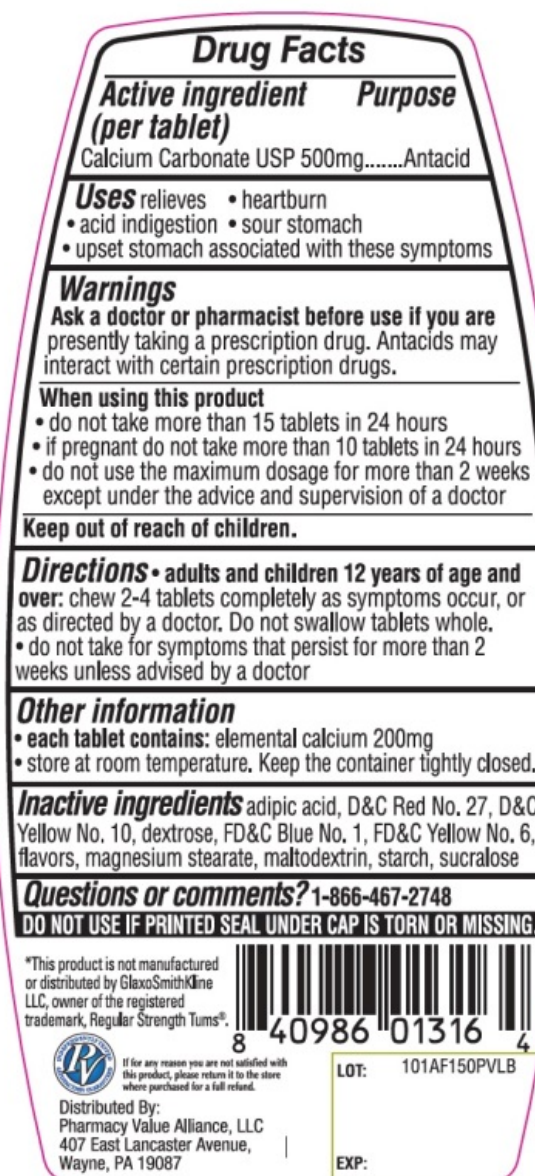 Drug Facts
Active ingredient Purpose
(per tablet)
Calcium Carbonate USP 500mg.......Antacid
Uses relieves • heartburn
• acid indigestion • sour stomach
• upset stomach associated with these symptoms
Warnings
Ask a doctor or pharmacist before use if you are
presently taking a prescription drug. Antacids may
interact with certain prescription drugs.
When using this product
• do not take more than 15 tablets in 24 hours
• if pregnant do not take more than 10 tablets in 24 hours
• do not use the maximum dosage for more than 2 weeks
except under the advice and supervision of a doctor
Keep out of reach of children.
Directions • adults and children 12 years of age and
over: chew 2-4 tablets completely as symptoms occur, or
as directed by a doctor. Do not swallow tablets whole.
• do not take for symptoms that persist for more than 2
weeks unless advised by a doctor
Other information
• each tablet contains: elemental calcium 200mg
• store at room temperature. Keep the container tightly closed.
Inactive ingredients adipic acid, D&C Red No. 27, D&C
Yellow No. 10, dextrose, FD&C Blue No. 1, FD&C Yellow No. 6,
flavors, magnesium stearate, maltodextrin, starch, sucralose
Questions or comments? 1-866-467-2748
DO NOT USE IF PRINTED SEAL UNDER CAP IS TORN OR MISSING.
*This product is not manufactured
or distributed by GlaxoSmithKline
LLC, owner of the registered
trademark, Regular Strength Tums®.
8 40986 01316 4
PV
If for any reason you are not satisfied with
this product, please return it to the store
where purchased for a full refund.
Distributed By:
Pharmacy Value Alliance, LLC
407 East Lancaster Avenue,
Wayne, PA 19087
LOT: 101AF150PVLB
EXP: